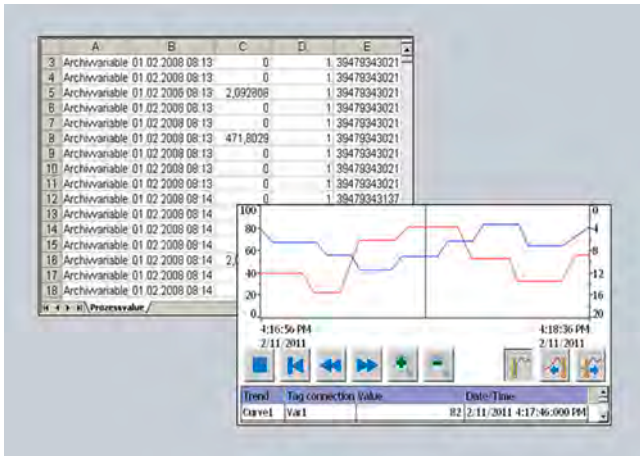 A B C D E
3 Archivvariable 01.02.2008 08:13 0 1 39479343021
4 Archivvariable 01.02.2008 08:13 0 1 39479343021
5 Archivvariable 01.02.2008 08:13 2,092808 1 39479343021
6 Archivvariable 01.02.2008 08:13 0 1 39479343021
7 Archivvariable 01.02.2008 08:13 0 1 39479343021
8 Archivvariable 01.02.2008 08:13 471,8029 1 39479343021
9 Archivvariable 01.02.2008 08:13 0 1 39479343021
10 Archivvariable 01.02.2008 08:13 0 1 39479343021
11 Archivvariable 01.02.2008 08:13 0 1 39479343021
12 Archivvariable 01.02.2008 08:14 0 1 39479343137
13 Archivvariable 01.02.2008 08:14
14 Archivvariable 01.02.2008 08:14
15 Archivvariable 01.02.2008 08:14
16 Archivvariable 01.02.2008 08:14
17 Archivvariable 01.02.2008 08:14
18 Archivvariable 01.02.2008 08:14
Prozessvalue
100 0
80 4
60 8
40 12
20 16
0 20
4:16:56 PM 4:18:36 PM
2/11/2011 2/11/2011
Trend Tag connection Value Date/Time
Curve1 Var1 82 2/11/2011 4:17:46:000 PM